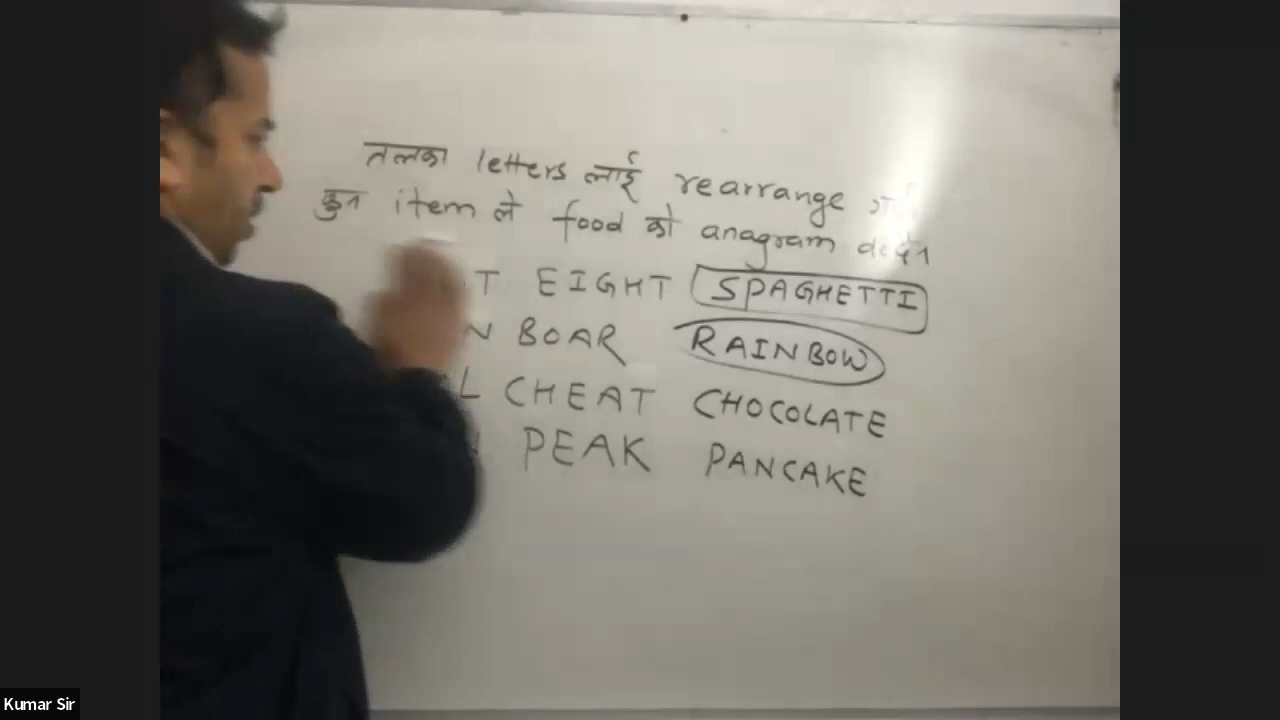 तलका letters लाई rearrange
कुन item ले food को anagram
T EIGHT SPAGHETTI
N BOAR RAINBOW
L CHEAT CHOCOLATE
PEAK PANCAKE
Kumar Sir